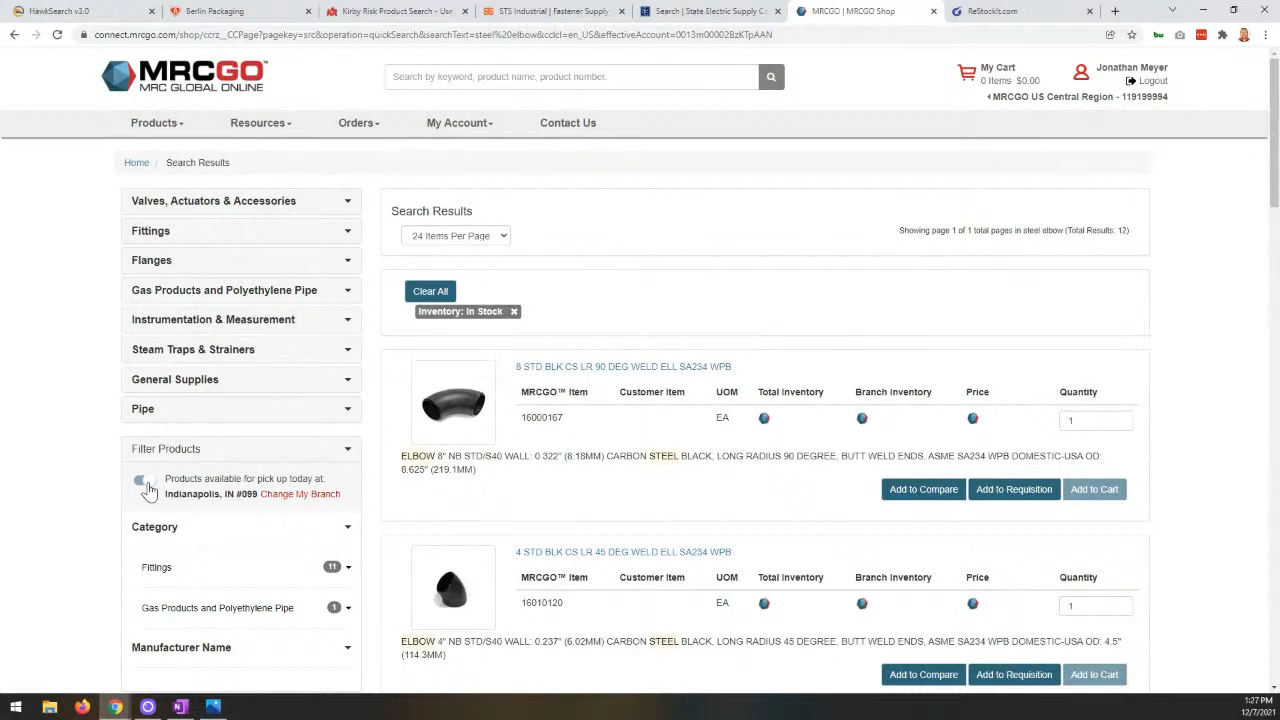 HawkSearch v3.0
Berlin Packaging
Kirby Risk Product Search - Use
STS Industrial | Fastener Supply
Search | State Electric Supply Co
MRCGO | MRCGO Shop
ReStockIt.com
connect.mrcgo.com/shop/ccrz__CCPage?pagekey=src&operation=quickSearch&searchText=steel%20elbow&cclcl=en_US&effectiveAccount=0013m00002BzKTpAAN
MRCGO™
MRC GLOBAL ONLINE
Search by keyword, product name, product number.
My Cart
0 Items $0.00
Jonathan Meyer
Logout
MRCGO US Central Region - 119199994
Products
Resources
Orders
My Account
Contact Us
Home / Search Results
Valves, Actuators & Accessories
Fittings
Flanges
Gas Products and Polyethylene Pipe
Instrumentation & Measurement
Steam Traps & Strainers
General Supplies
Pipe
Filter Products
Products available for pick up today at:
Indianapolis, IN #099 Change My Branch
Category
Fittings 11
Gas Products and Polyethylene Pipe 1
Manufacturer Name
Search Results
24 Items Per Page
Showing page 1 of 1 total pages in steel elbow (Total Results: 12)
Clear All
Inventory: In Stock
8 STD BLK CS LR 90 DEG WELD ELL SA234 WPB
MRCGO™ Item Customer Item UOM Total Inventory Branch Inventory Price Quantity
16000167 EA 1
ELBOW 8" NB STD/S40 WALL: 0.322" (8.18MM) CARBON STEEL BLACK, LONG RADIUS 90 DEGREE, BUTT WELD ENDS, ASME SA234 WPB DOMESTIC-USA OD:
8.625" (219.1MM)
Add to Compare Add to Requisition Add to Cart
4 STD BLK CS LR 45 DEG WELD ELL SA234 WPB
MRCGO™ Item Customer Item UOM Total Inventory Branch Inventory Price Quantity
16010120 EA 1
ELBOW 4" NB STD/S40 WALL: 0.237" (6.02MM) CARBON STEEL BLACK, LONG RADIUS 45 DEGREE, BUTT WELD ENDS, ASME SA234 WPB DOMESTIC-USA OD: 4.5"
(114.3MM)
Add to Compare Add to Requisition Add to Cart
1:27 PM
12/7/2021